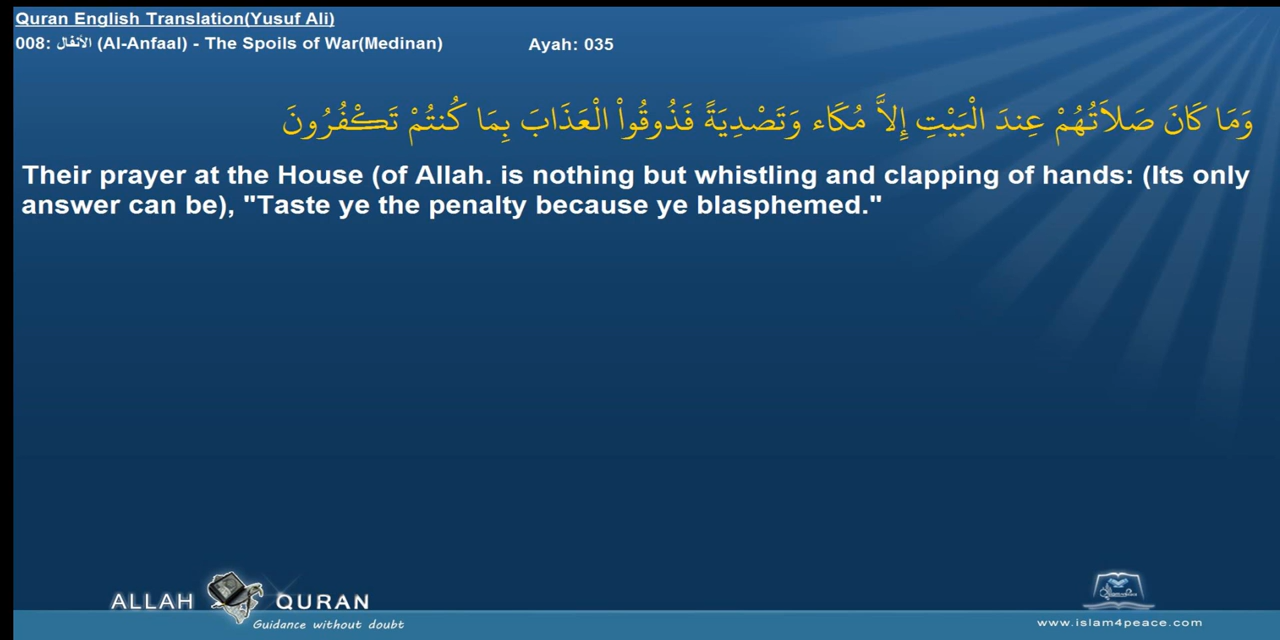 Quran English Translation(Yusuf Ali)
008: الأنفال (Al-Anfaal) - The Spoils of War(Medinan) Ayah: 035
وَمَا كَانَ صَلاَتُهُمْ عِندَ الْبَيْتِ إِلاَّ مُكَاء وَتَصْدِيَةً فَذُوقُواْ الْعَذَابَ بِمَا كُنتُمْ تَكْفُرُونَ
Their prayer at the House (of Allah. is nothing but whistling and clapping of hands: (Its only
answer can be), "Taste ye the penalty because ye blasphemed."
ALLAH QURAN
Guidance without doubt
www.islam4peace.com